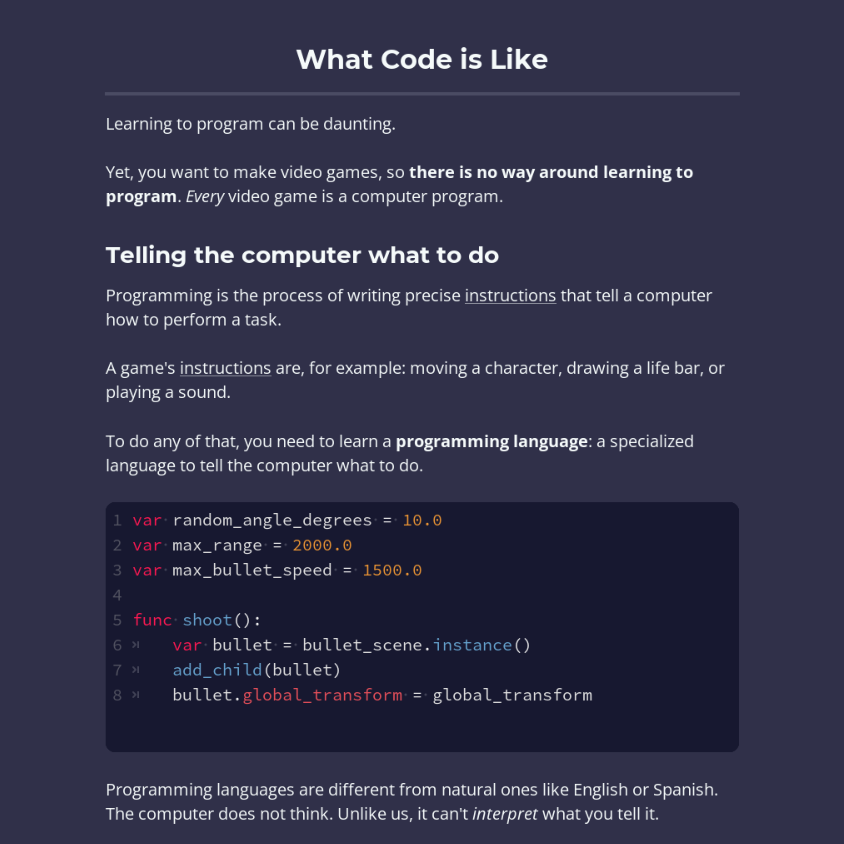 What Code is Like
Learning to program can be daunting.
Yet, you want to make video games, so there is no way around learning to
program. Every video game is a computer program.
Telling the computer what to do
Programming is the process of writing precise instructions that tell a computer
how to perform a task.
A game's instructions are, for example: moving a character, drawing a life bar, or
playing a sound.
To do any of that, you need to learn a programming language: a specialized
language to tell the computer what to do.
1 var random_angle_degrees = 10.0
2 var max_range = 2000.0
3 var max_bullet_speed = 1500.0
4
5 func shoot():
6     var bullet = bullet_scene.instance()
7     add_child(bullet)
8     bullet.global_transform = global_transform
Programming languages are different from natural ones like English or Spanish.
The computer does not think. Unlike us, it can't interpret what you tell it.